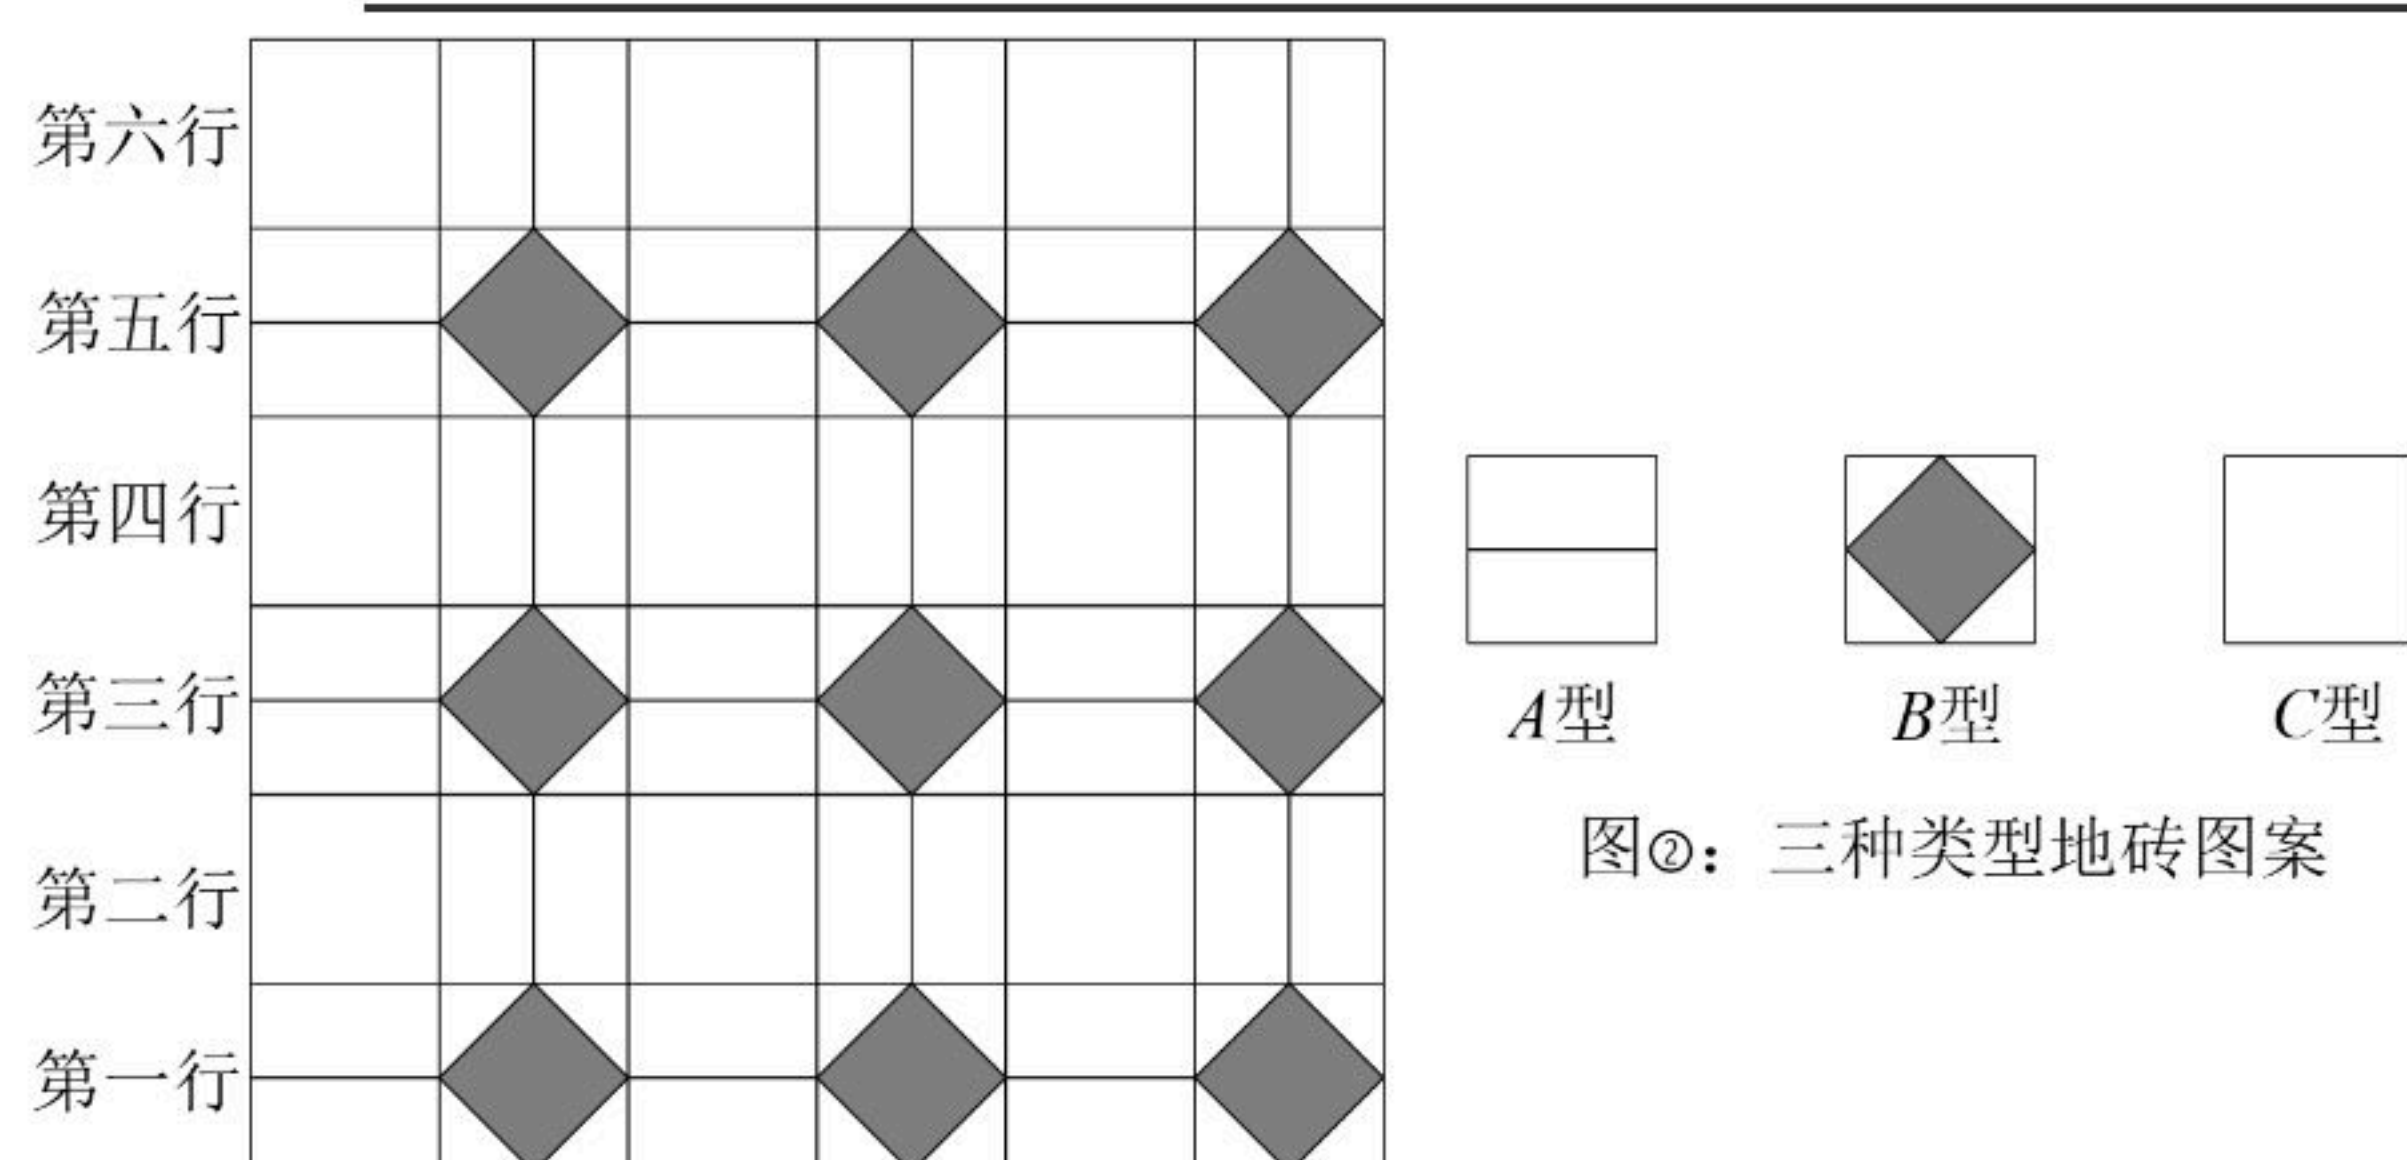 第六行
第五行
第四行
第三行
第二行
第一行
A型 B型 C型
图②：三种类型地砖图案